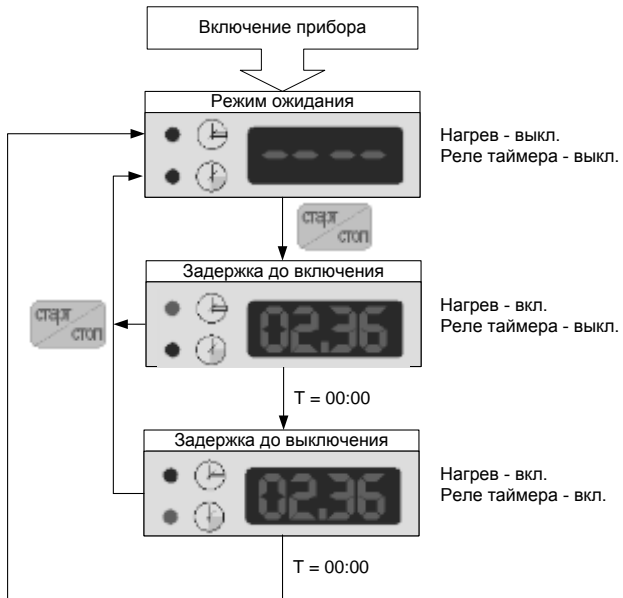 Включение прибора
Режим ожидания
- - - -
Нагрев - выкл.
Реле таймера - выкл.
старт
стоп
Задержка до включения
02.36
Нагрев - вкл.
Реле таймера - выкл.
старт
стоп
T = 00:00
Задержка до выключения
02.36
Нагрев - вкл.
Реле таймера - вкл.
T = 00:00